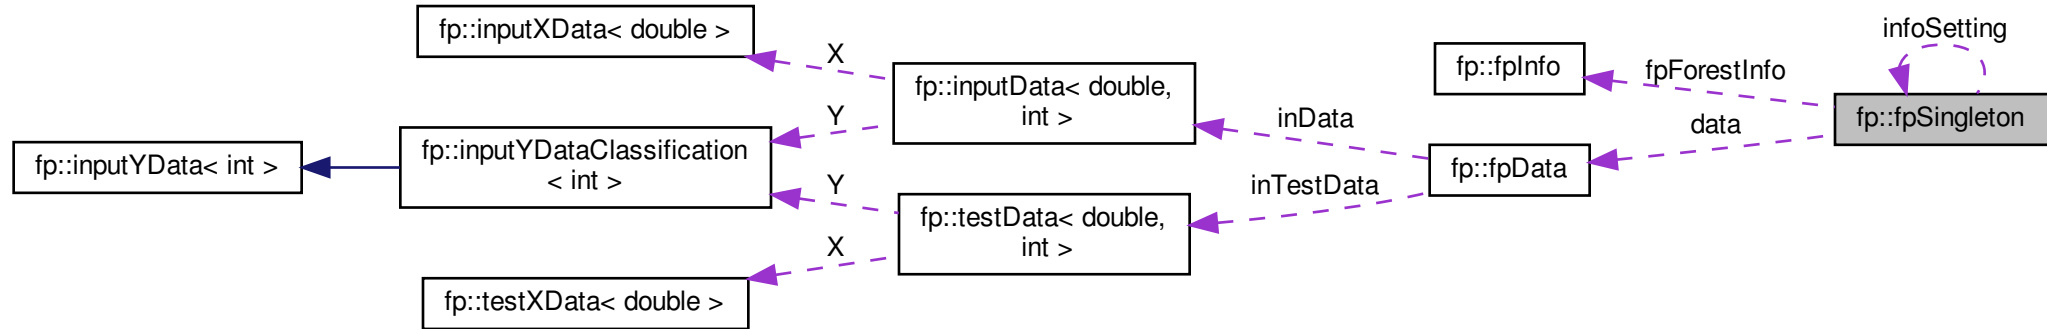 fp::inputXData< double >
X
fp::inputData< double,
int >
Y
fp::inputYDataClassification
< int >
fp::inputYData< int >
Y
fp::testData< double,
int >
X
fp::testXData< double >
inData
inTestData
fp::fpInfo
fp::fpData
fpForestInfo
data
infoSetting
fp::fpSingleton